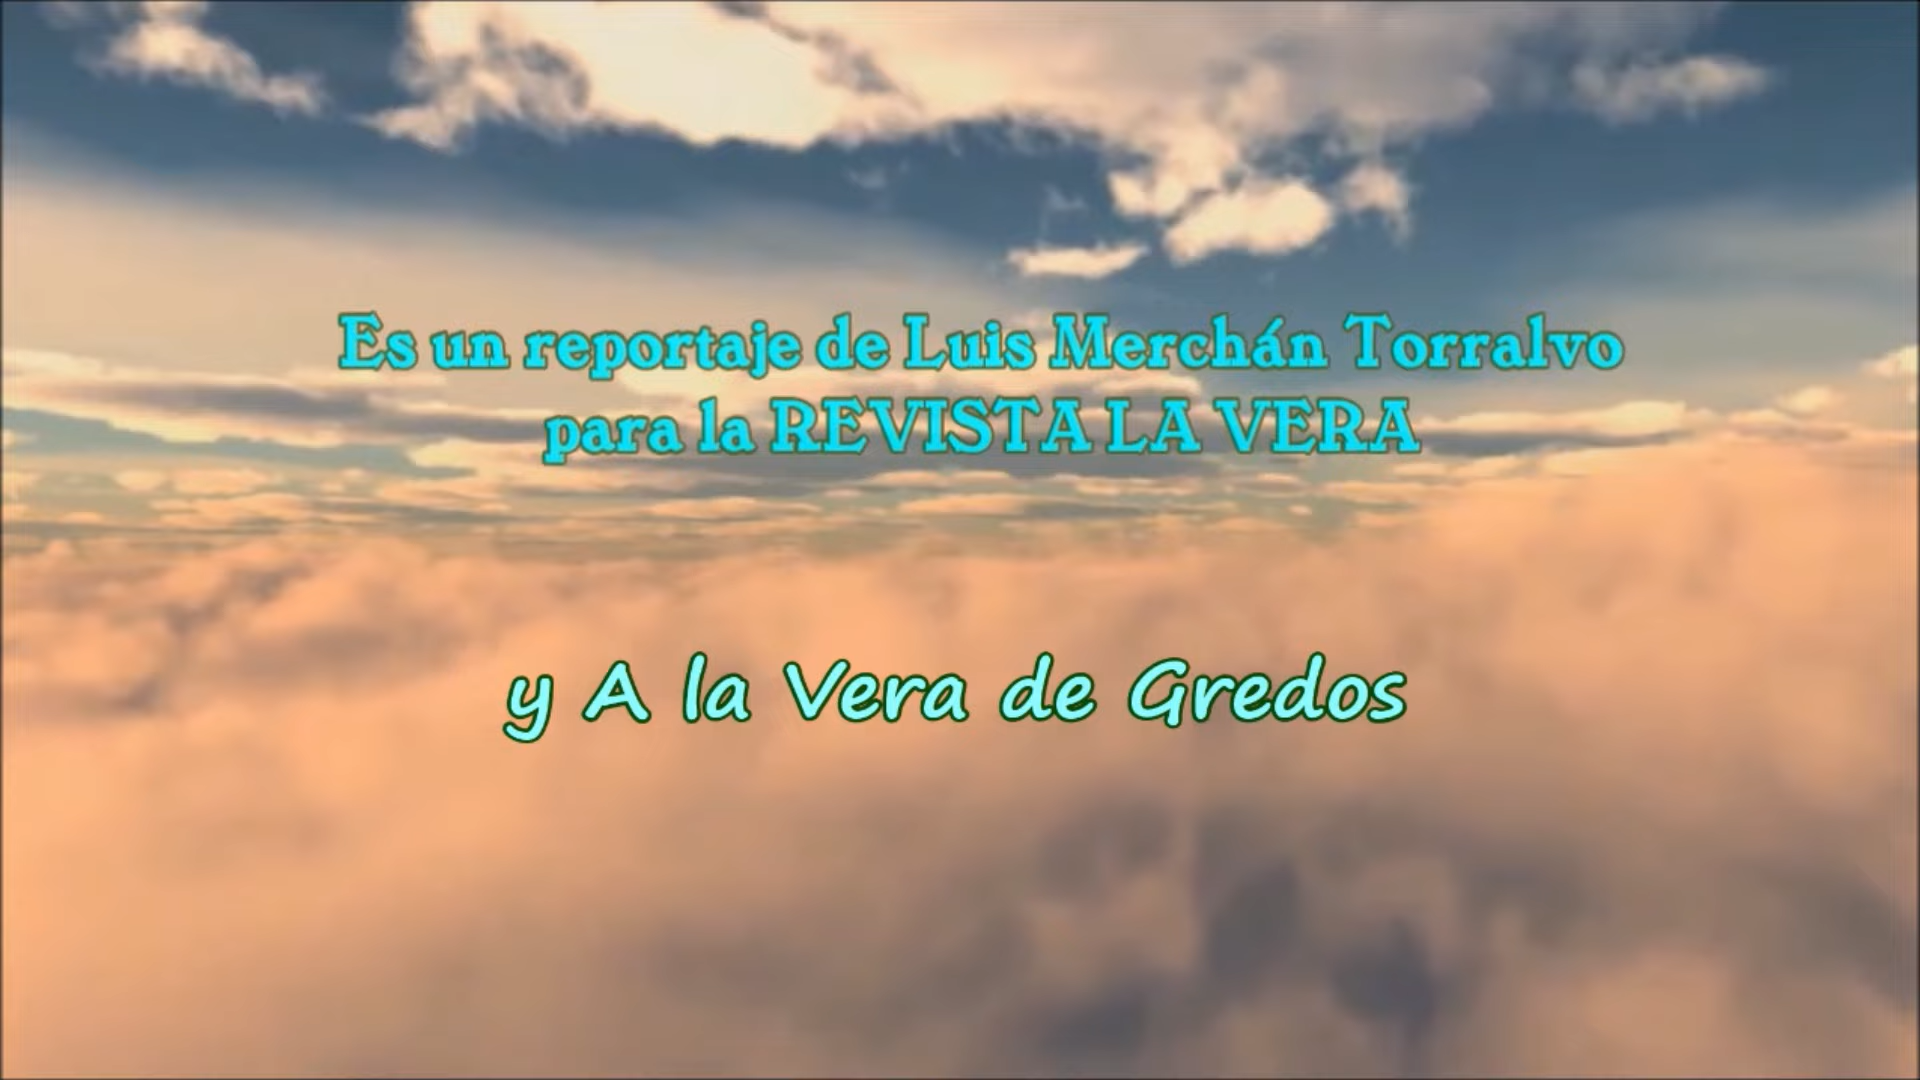 Es un reportaje de Luis Merchán Torralvo
para la REVISTA LA VERA
y A la Vera de Gredos